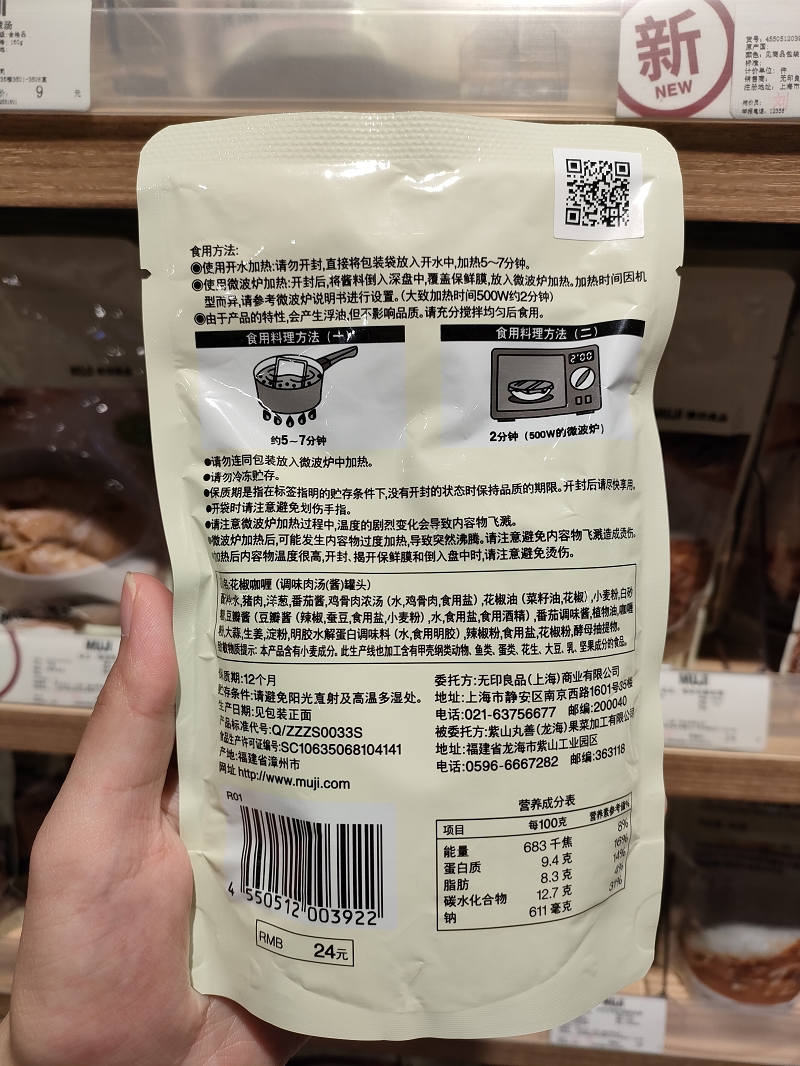 新
NEW
9 元
食用方法:
◉使用开水加热:请勿开封,直接将包装袋放入开水中,加热5~7分钟。
◉使用微波炉加热:开封后,将酱料倒入深盘中,覆盖保鲜膜,放入微波炉加热。加热时间因机
型而异,请参考微波炉说明书进行设置。(大致加热时间500W约2分钟)
◉由于产品的特性,会产生浮油,但不影响品质。请充分搅拌均匀后食用。
食用料理方法(一)
食用料理方法(二)
2:00
约5~7分钟
2分钟(500W的微波炉)
●请勿连同包装放入微波炉中加热。
●请勿冷冻贮存。
●保质期是指在标签指明的贮存条件下,没有开封的状态时保持品质的期限。开封后请尽快享用。
●开袋时请注意避免划伤手指。
●请注意微波炉加热过程中,温度的剧烈变化会导致内容物飞溅。
●微波炉加热后,可能发生内容物过度加热,导致突然沸腾。请注意避免内容物飞溅造成烫伤。
加热后内容物温度很高,开封、揭开保鲜膜和倒入盘中时,请注意避免烫伤。
花椒咖喱(调味肉汤(酱)罐头)
水,猪肉,洋葱,番茄酱,鸡骨肉浓汤(水,鸡骨肉,食用盐),花椒油(菜籽油,花椒),小麦粉,白砂
豆瓣酱(豆瓣酱(辣椒,蚕豆,食用盐,小麦粉),水,食用盐,食用酒精),番茄调味酱,植物油,咖喱
粉,大蒜,生姜,淀粉,明胶水解蛋白调味料(水,食用明胶),辣椒粉,食用盐,花椒粉,酵母抽提物。
敏物质提示:本产品含有小麦成分。此生产线也加工含有甲壳纲类动物、鱼类、蛋类、花生、大豆、乳、坚果成分的食品。
保质期:12个月
贮存条件:请避免阳光直射及高温多湿处。
生产日期:见包装正面
产品标准代号:Q/ZZZS0033S
食品生产许可证编号:SC10635068104141
产地:福建省漳州市
网址 http://www.muji.com
委托方:无印良品(上海)商业有限公司
地址:上海市静安区南京西路1601号35楼
电话:021-63756677 邮编:200040
被委托方:紫山丸善(龙海)果菜加工有限公司
地址:福建省龙海市紫山工业园区
电话:0596-6667282 邮编:363118
R01
4 550512 003922
RMB 24元
营养成分表
项目 每100克 营养素参考值%
能量 683 千焦 8%
蛋白质 9.4 克 16%
脂肪 8.3 克 14%
碳水化合物 12.7 克 4%
钠 611 毫克 31%